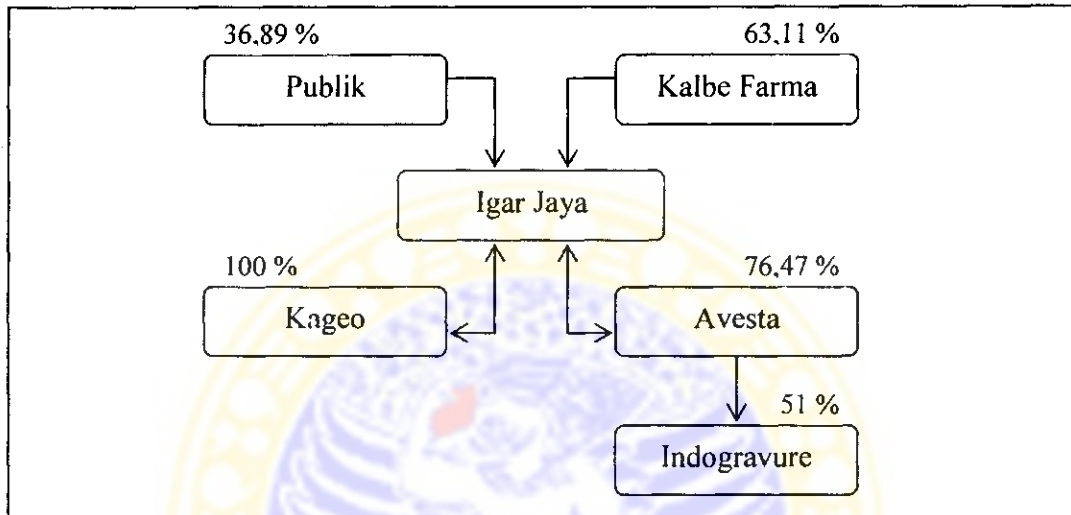 36,89 %
63,11 %
Publik
Kalbe Farma
Igar Jaya
100 %
76,47 %
Kageo
Avesta
51 %
Indogravure